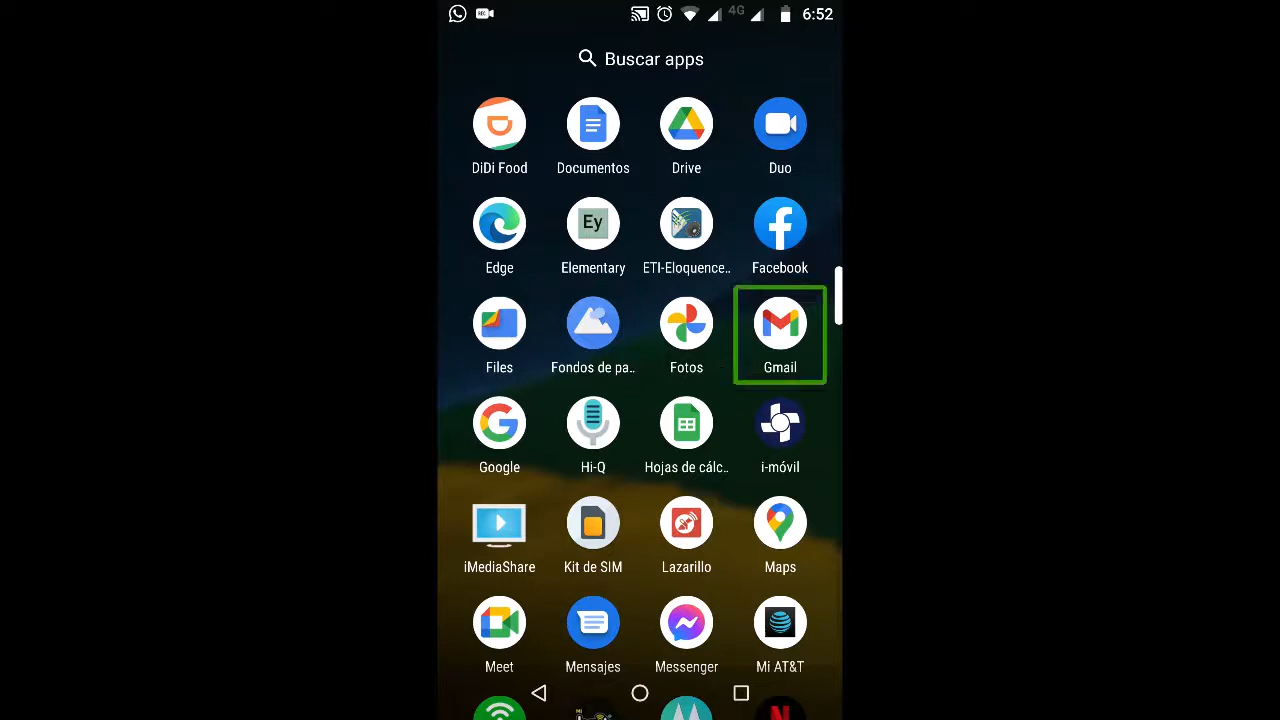 REC
4G
6:52
Buscar apps
DiDi Food
Documentos
Drive
Duo
Ey
Edge
Elementary
ETI-Eloquence..
Facebook
Files
Fondos de pa..
Fotos
Gmail
Google
Hi-Q
Hojas de cálc..
i-móvil
iMediaShare
Kit de SIM
Lazarillo
Maps
Meet
Mensajes
Messenger
Mi AT&T